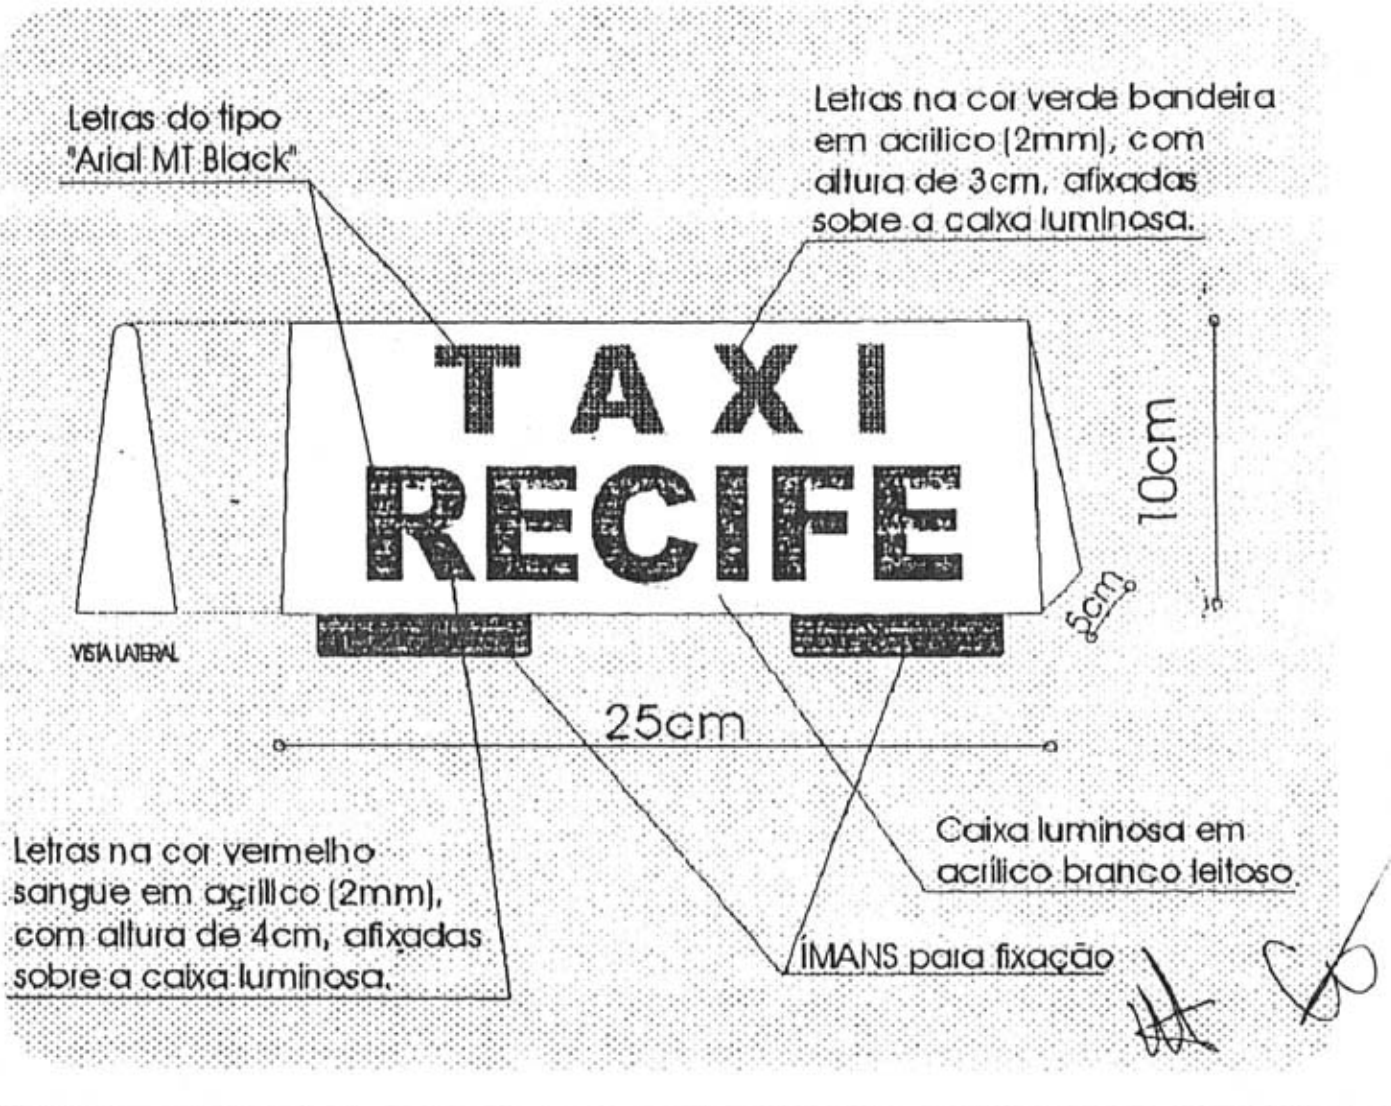 Letras do tipo
"Arial MT Black"
Letras na cor verde bandeira
em acrilico (2mm), com
altura de 3cm, afixadas
sobre a caixa luminosa.
TAXI
RECIFE
10cm
5cm
VISTA LATERAL
25cm
Letras na cor vermelho
sangue em açrilico (2mm),
com altura de 4cm, afixadas
sobre a caixa luminosa.
Caixa luminosa em
acrílico branco leitoso
ÍMANS para fixação